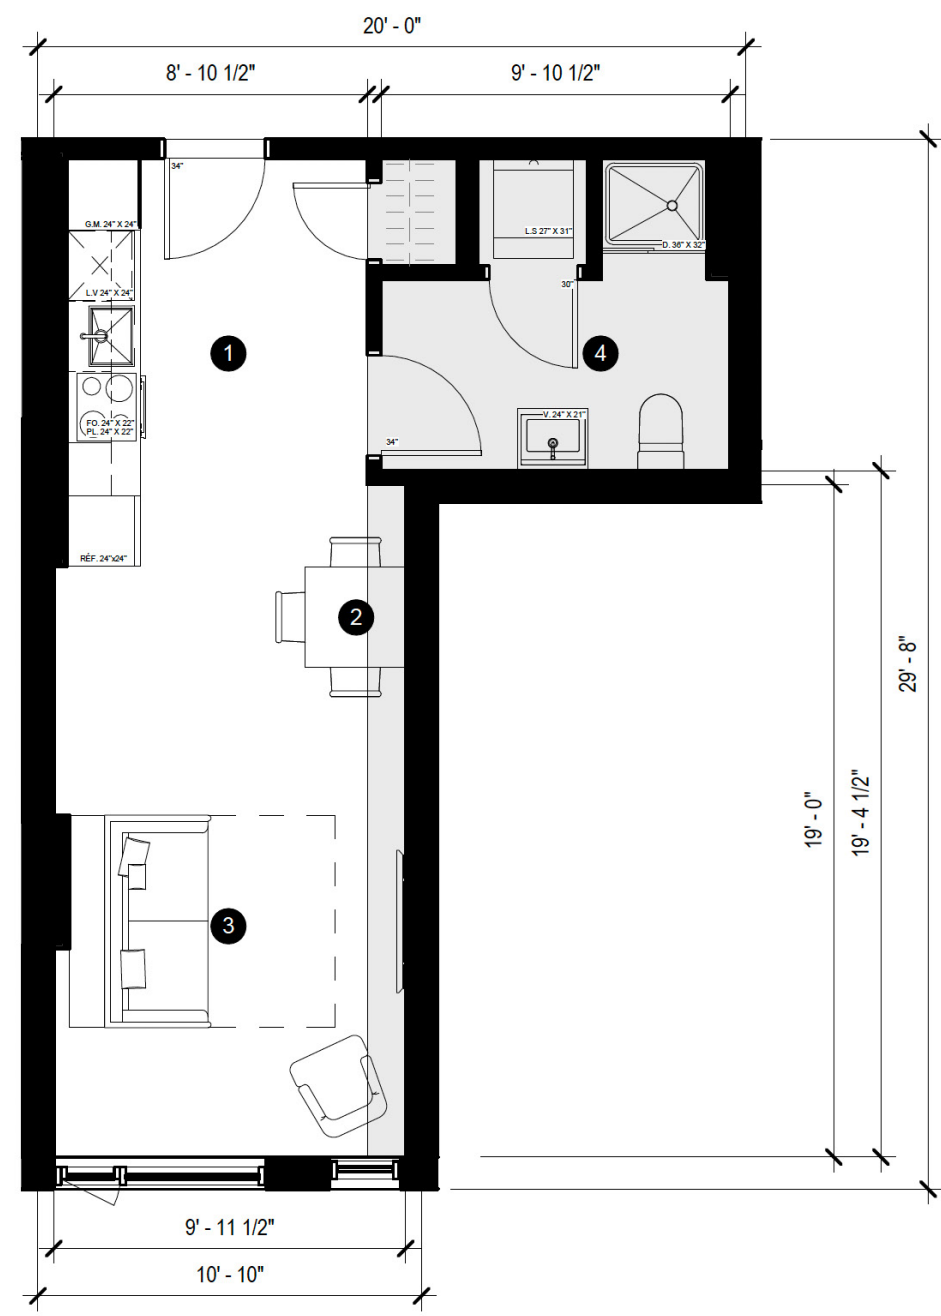 20' - 0"
8' - 10 1/2"
9' - 10 1/2"
34"
G.M. 24" X 24"
L.S 27" X 31"
D. 36" X 32"
L.V 24" X 24"
30"
1
4
FO. 24" X 22"
PL. 24" X 22"
V. 24" X 21"
34"
RÉF. 24"x24"
2
29' - 8"
19' - 0"
19' - 4 1/2"
3
9' - 11 1/2"
10' - 10"